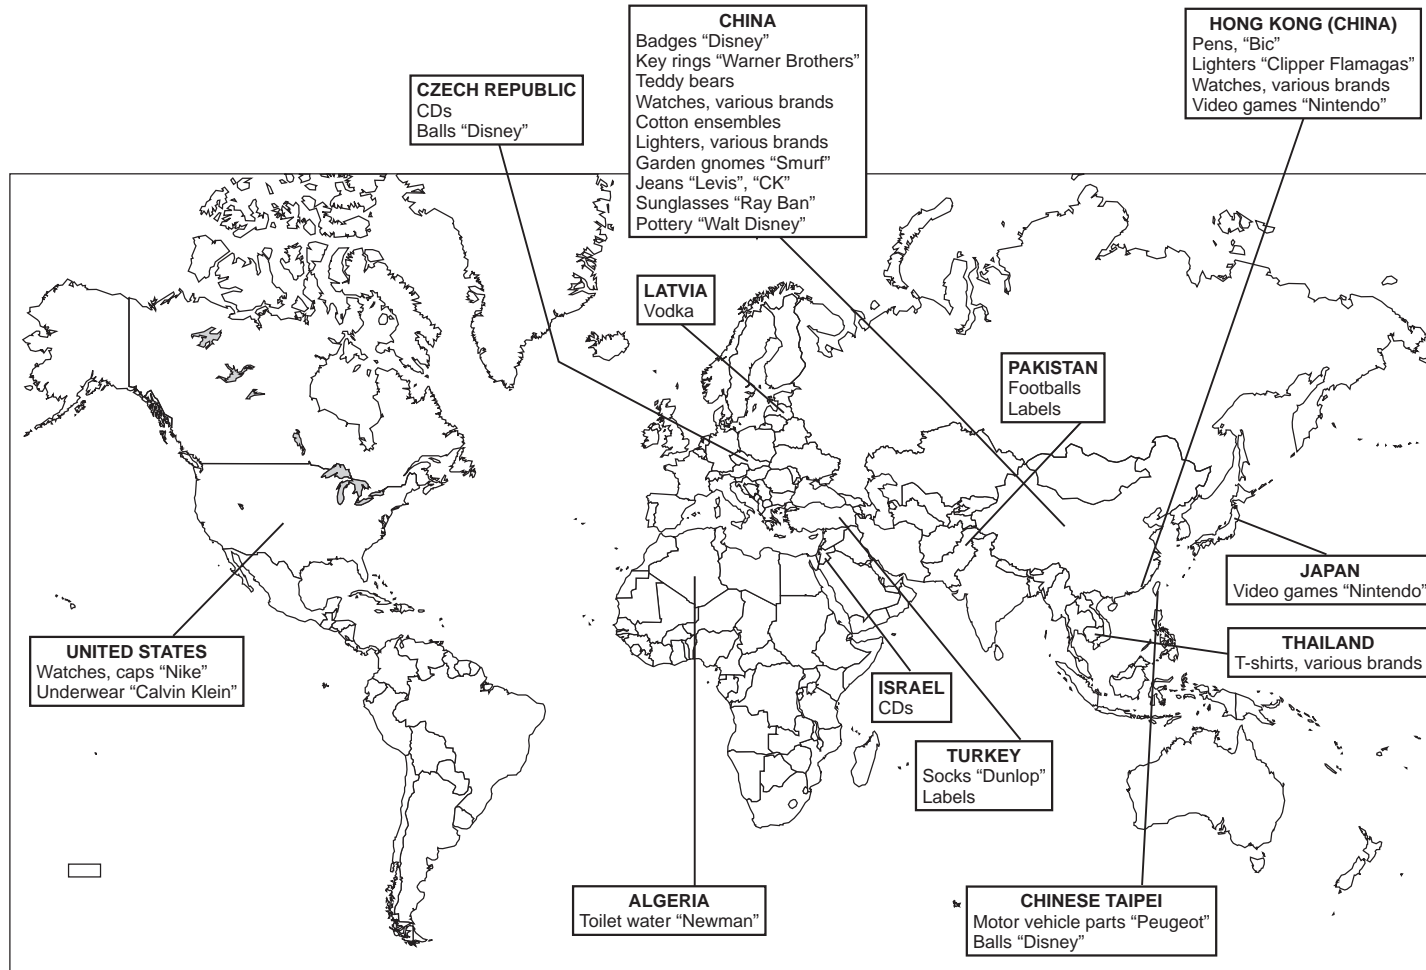 CHINA
Badges “Disney”
Key rings “Warner Brothers”
Teddy bears
Watches, various brands
Cotton ensembles
Lighters, various brands
Garden gnomes “Smurf”
Jeans “Levis”, “CK”
Sunglasses “Ray Ban”
Pottery “Walt Disney”
HONG KONG (CHINA)
Pens, “Bic”
Lighters “Clipper Flamagas”
Watches, various brands
Video games “Nintendo”
CZECH REPUBLIC
CDs
Balls “Disney”
LATVIA
Vodka
PAKISTAN
Footballs
Labels
JAPAN
Video games “Nintendo”
THAILAND
T-shirts, various brands
UNITED STATES
Watches, caps “Nike”
Underwear “Calvin Klein”
ISRAEL
CDs
TURKEY
Socks “Dunlop”
Labels
ALGERIA
Toilet water “Newman”
CHINESE TAIPEI
Motor vehicle parts “Peugeot”
Balls “Disney”